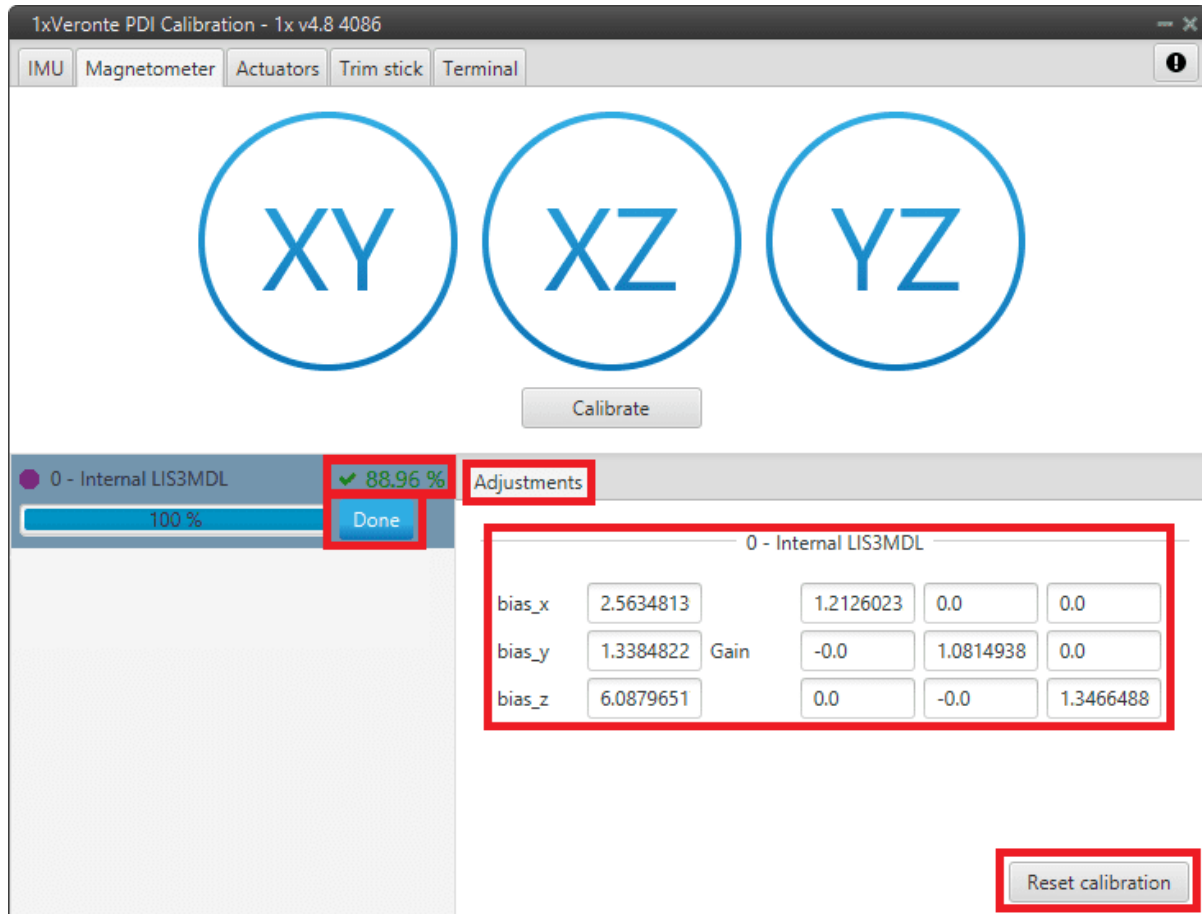 1xVeronte PDI Calibration - 1x v4.8 4086
IMU Magnetometer Actuators Trim stick Terminal
XY XZ YZ
Calibrate
0 - Internal LIS3MDL 88.96 %
100 % Done
Adjustments
0 - Internal LIS3MDL
bias_x 2.5634813 1.2126023 0.0 0.0
bias_y 1.3384822 Gain -0.0 1.0814938 0.0
bias_z 6.0879651 0.0 -0.0 1.3466488
Reset calibration